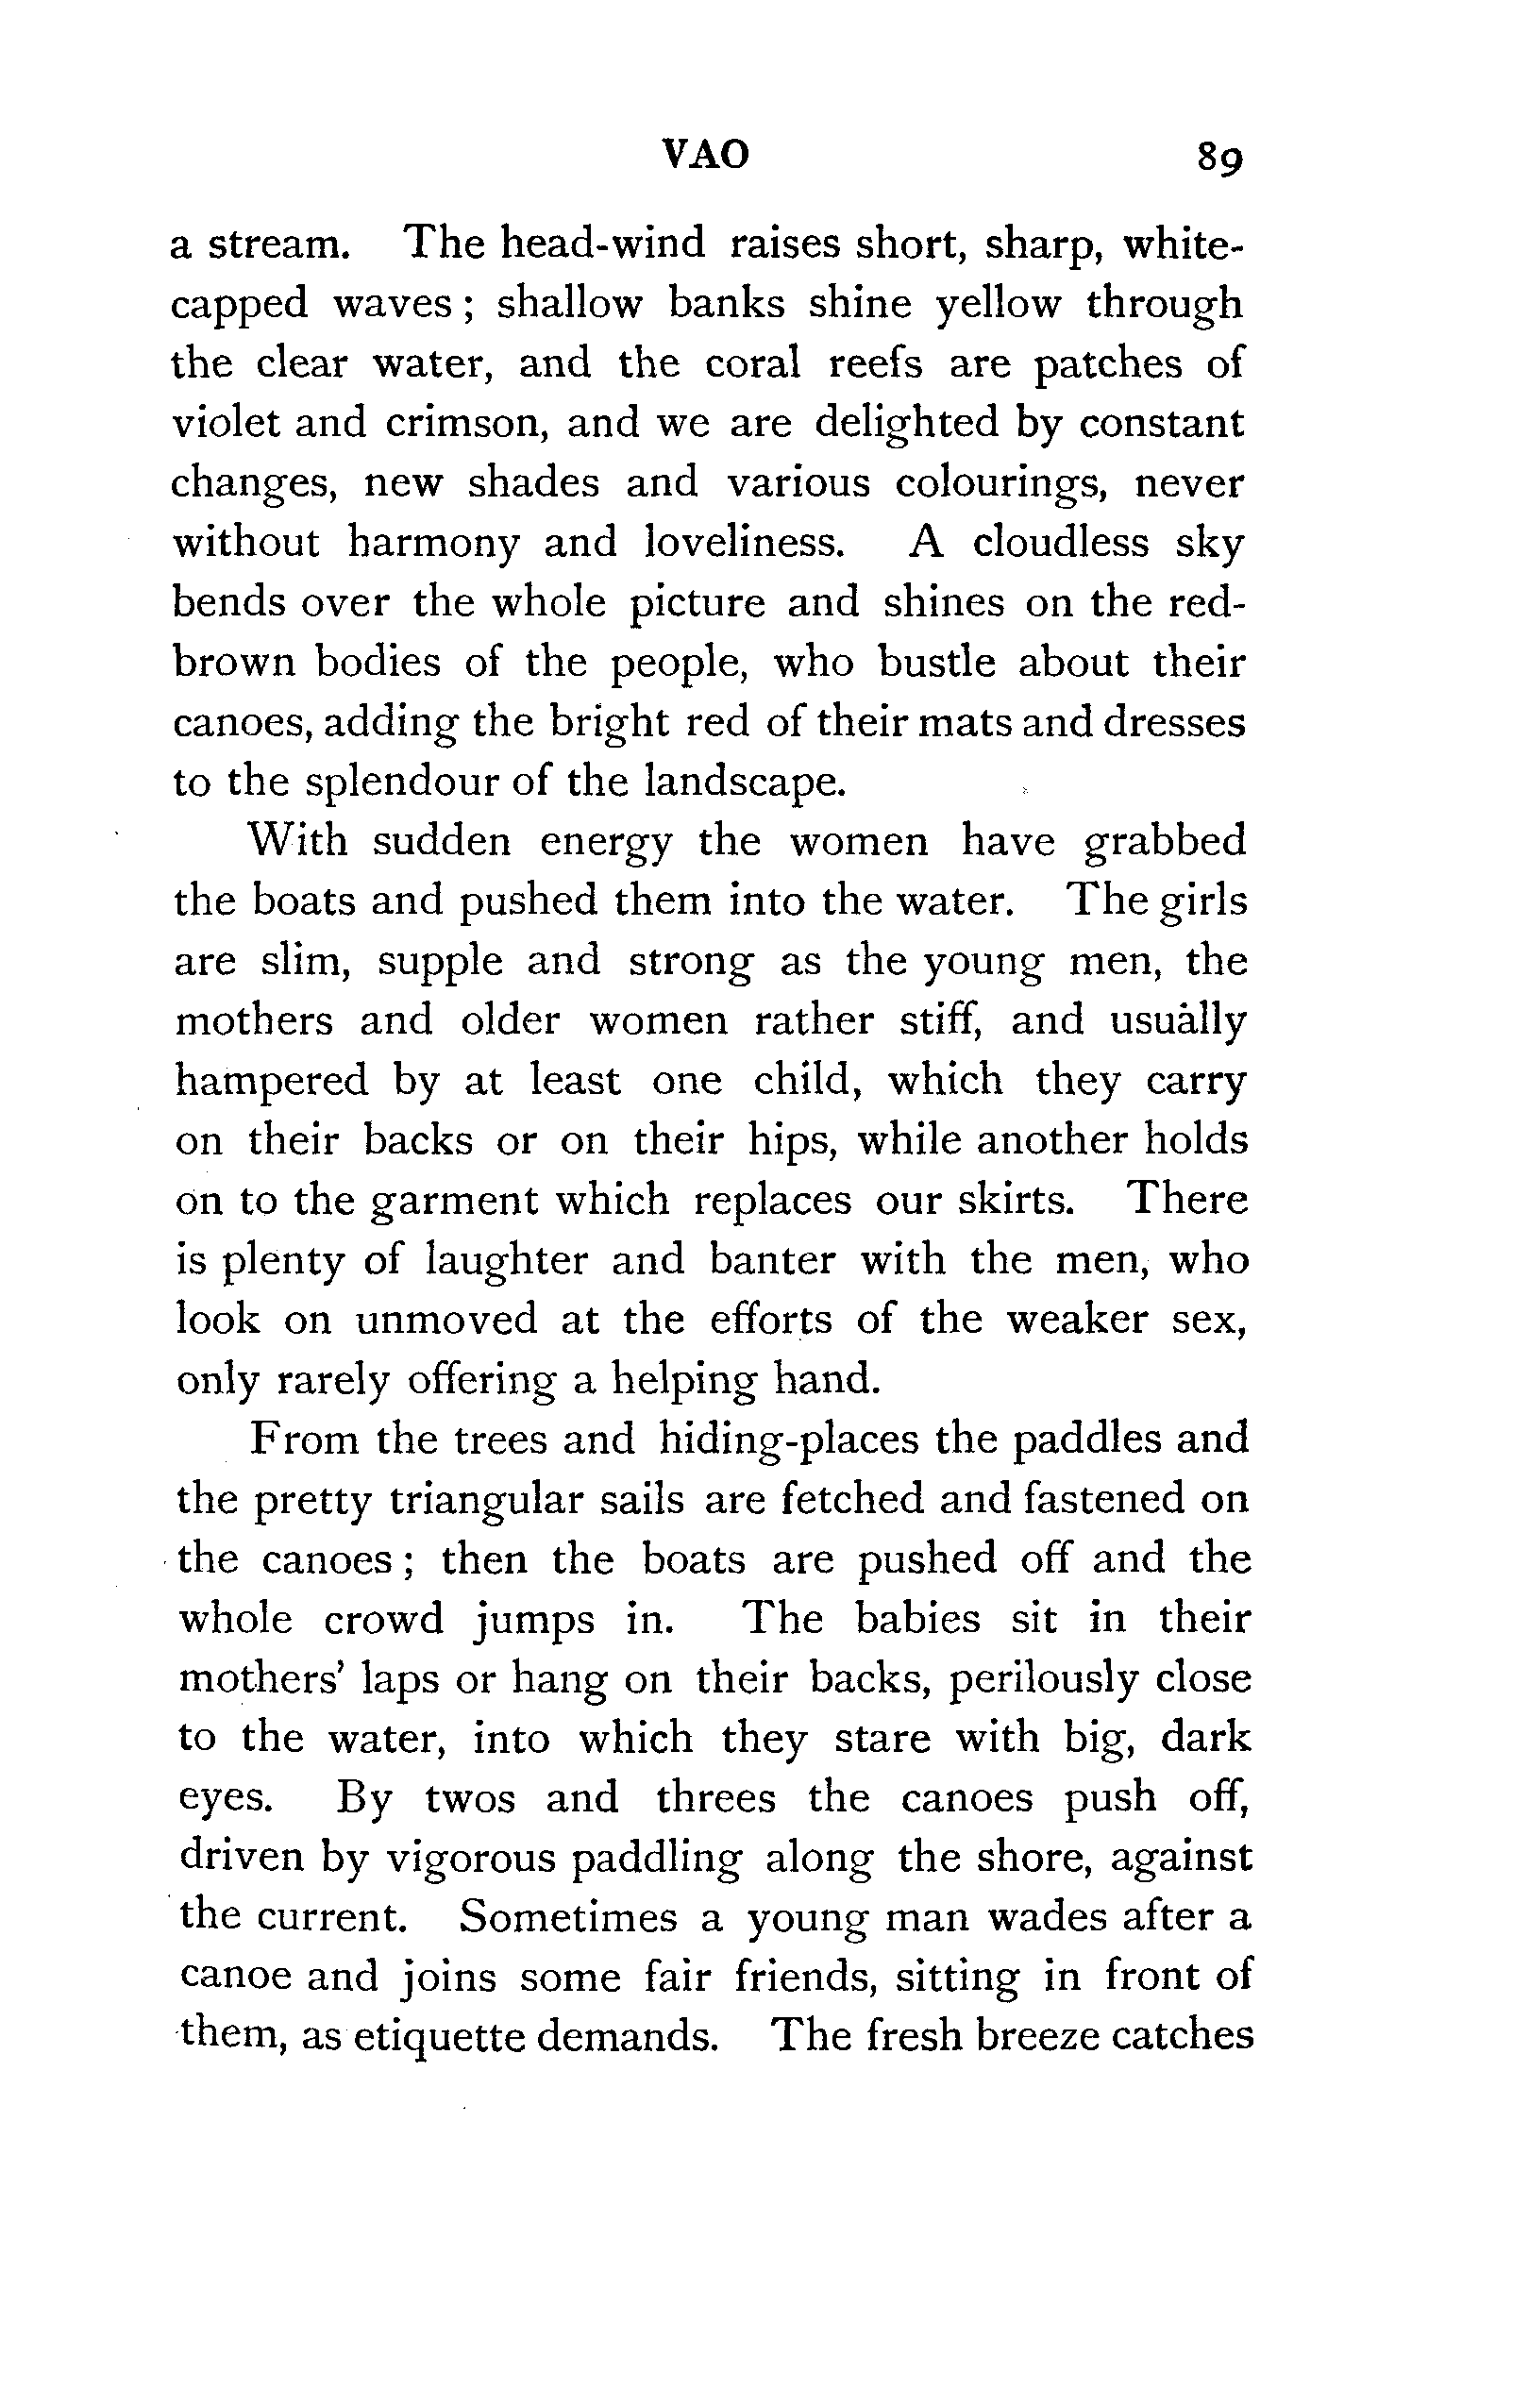 VAO 89
a stream. The head-wind raises short, sharp, white-
capped waves; shallow banks shine yellow through
the clear water, and the coral reefs are patches of
violet and crimson, and we are delighted by constant
changes, new shades and various colourings, never
without harmony and loveliness. A cloudless sky
bends over the whole picture and shines on the red-
brown bodies of the people, who bustle about their
canoes, adding the bright red of their mats and dresses
to the splendour of the landscape.
With sudden energy the women have grabbed
the boats and pushed them into the water. The girls
are slim, supple and strong as the young men, the
mothers and older women rather stiff, and usually
hampered by at least one child, which they carry
on their backs or on their hips, while another holds
on to the garment which replaces our skirts. There
is plenty of laughter and banter with the men, who
look on unmoved at the efforts of the weaker sex,
only rarely offering a helping hand.
From the trees and hiding-places the paddles and
the pretty triangular sails are fetched and fastened on
the canoes; then the boats are pushed off and the
whole crowd jumps in. The babies sit in their
mothers' laps or hang on their backs, perilously close
to the water, into which they stare with big, dark
eyes. By twos and threes the canoes push off,
driven by vigorous paddling along the shore, against
the current. Sometimes a young man wades after a
canoe and joins some fair friends, sitting in front of
them, as etiquette demands. The fresh breeze catches